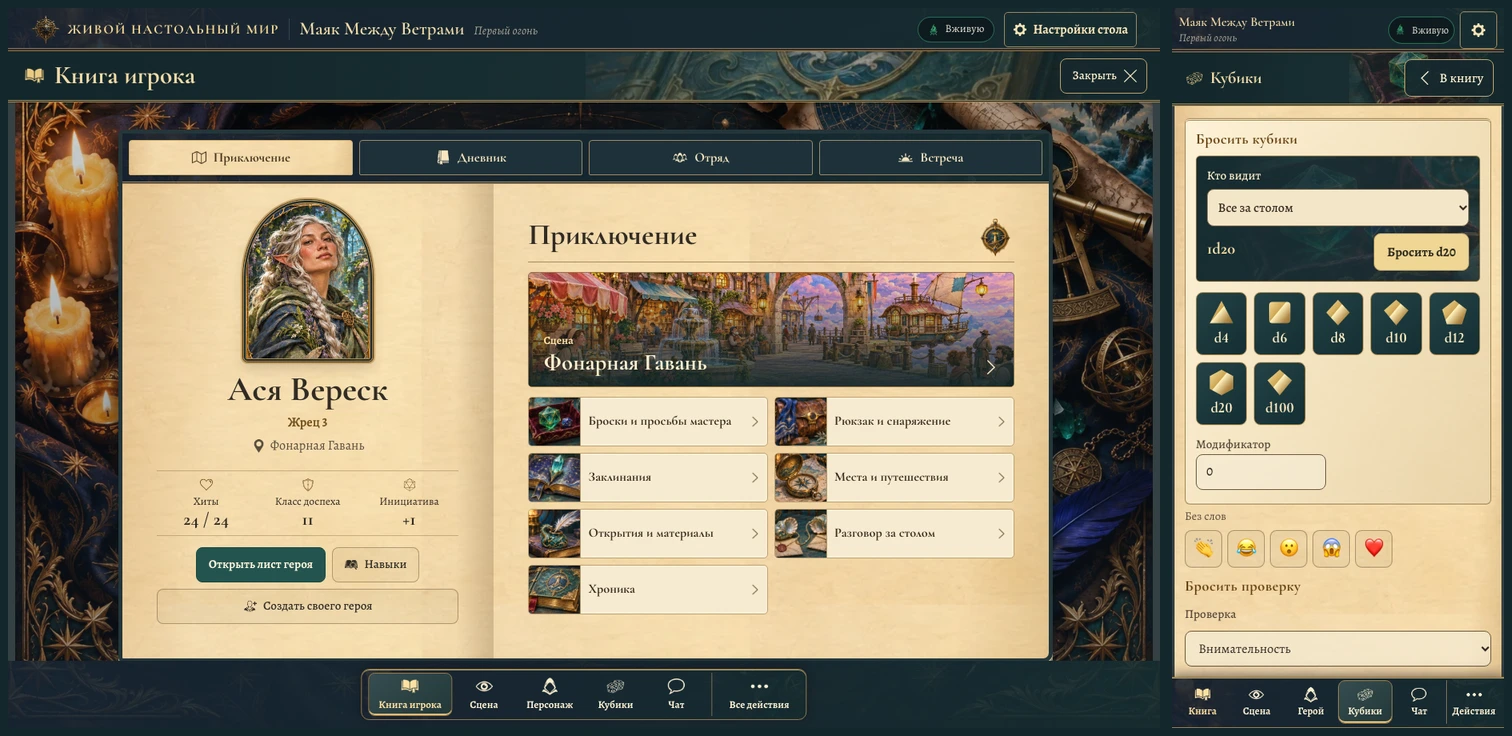 ЖИВОЙ НАСТОЛЬНЫЙ МИР
Маяк Между Ветрами
Первый огонь
Вживую
Настройки стола
Книга игрока
Закрыть
Приключение
Дневник
Отряд
Встреча
Ася Вереск
Жрец 3
Фонарная Гавань
Хиты
Класс доспеха
Инициатива
24 / 24
11
+1
Открыть лист героя
Навыки
Создать своего героя
Приключение
Сцена
Фонарная Гавань
Броски и просьбы мастера
Рюкзак и снаряжение
Заклинания
Места и путешествия
Открытия и материалы
Разговор за столом
Хроника
Книга игрока
Сцена
Персонаж
Кубики
Чат
Все действия
Маяк Между Ветрами
Первый огонь
Вживую
Кубики
В книгу
Бросить кубики
Кто видит
Все за столом
1d20
Бросить d20
d4
d6
d8
d10
d12
d20
d100
Модификатор
0
Без слов
Бросить проверку
Проверка
Внимательность
Книга
Сцена
Герой
Кубики
Чат
Действия